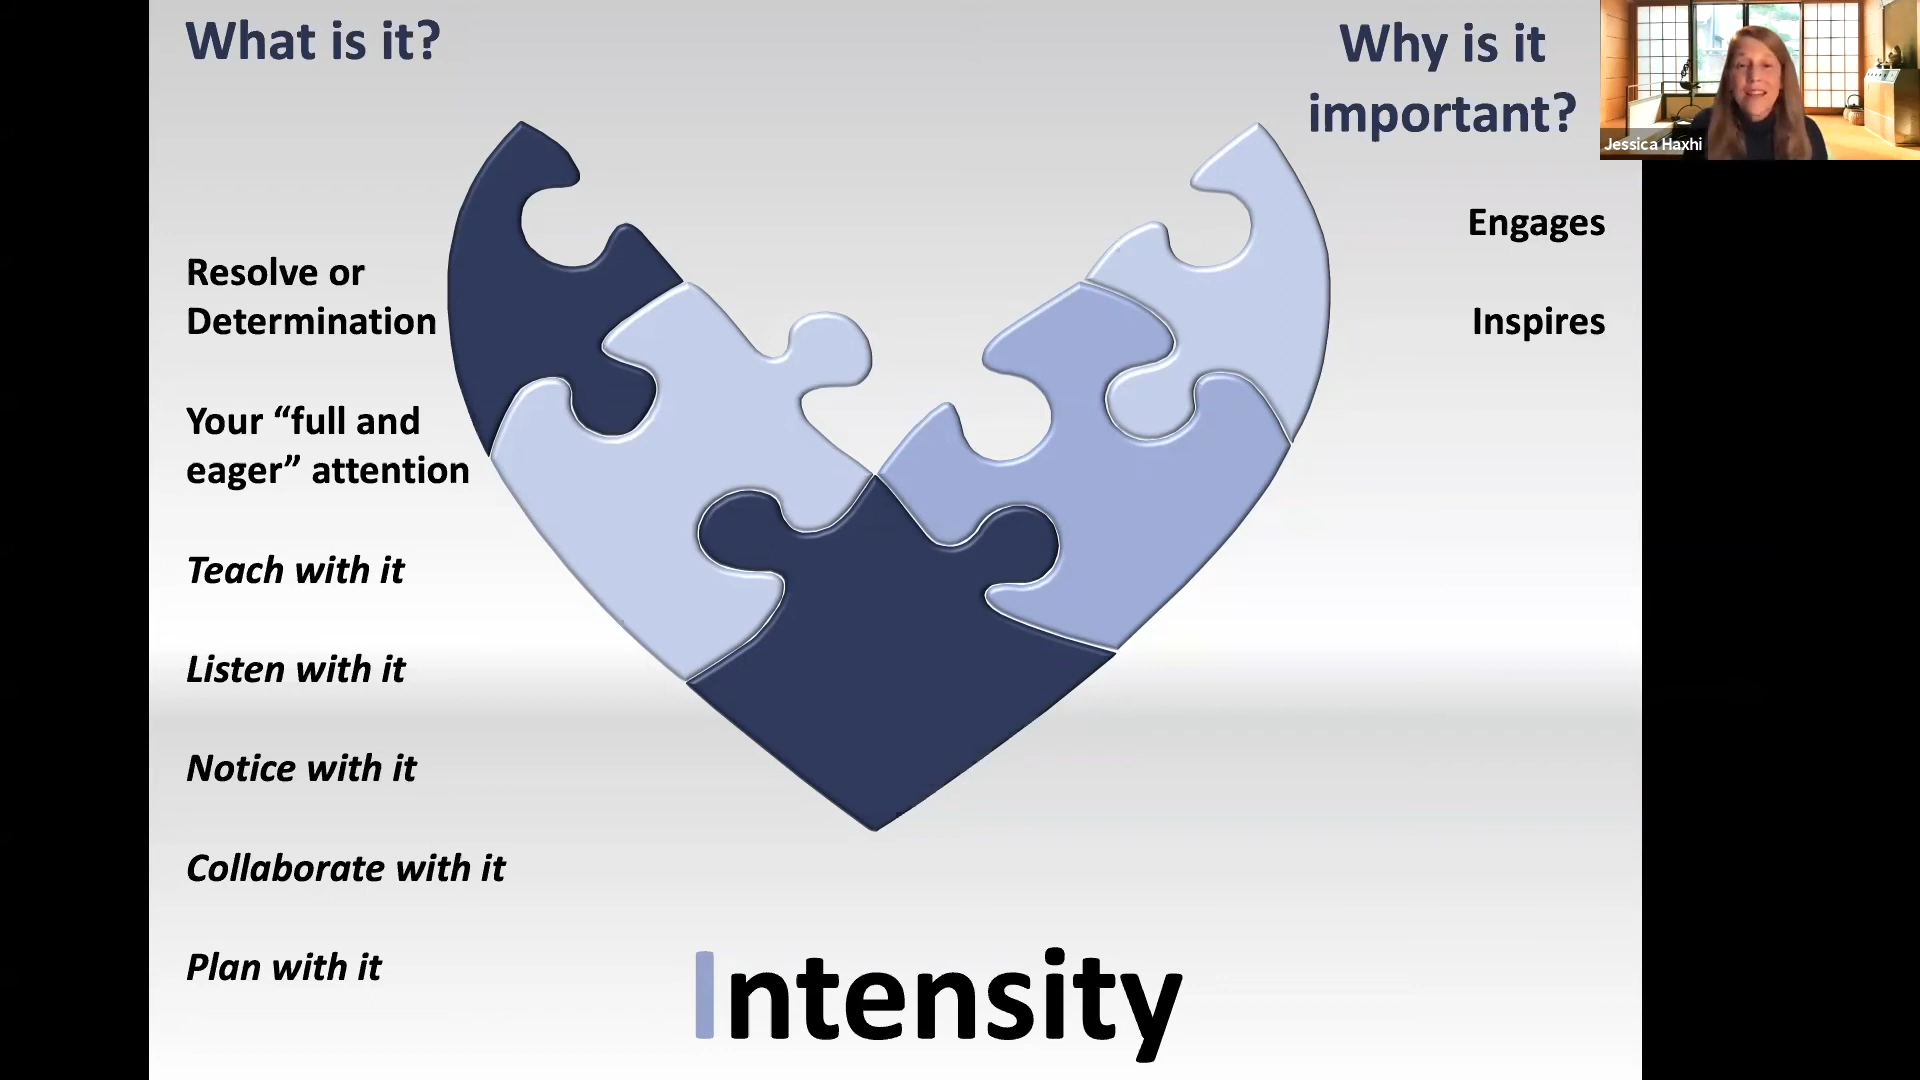 What is it?
Resolve or
Determination
Your “full and
eager” attention
Teach with it
Listen with it
Notice with it
Collaborate with it
Plan with it
Intensity
Why is it
important?
Engages
Inspires
Jessica Haxhi